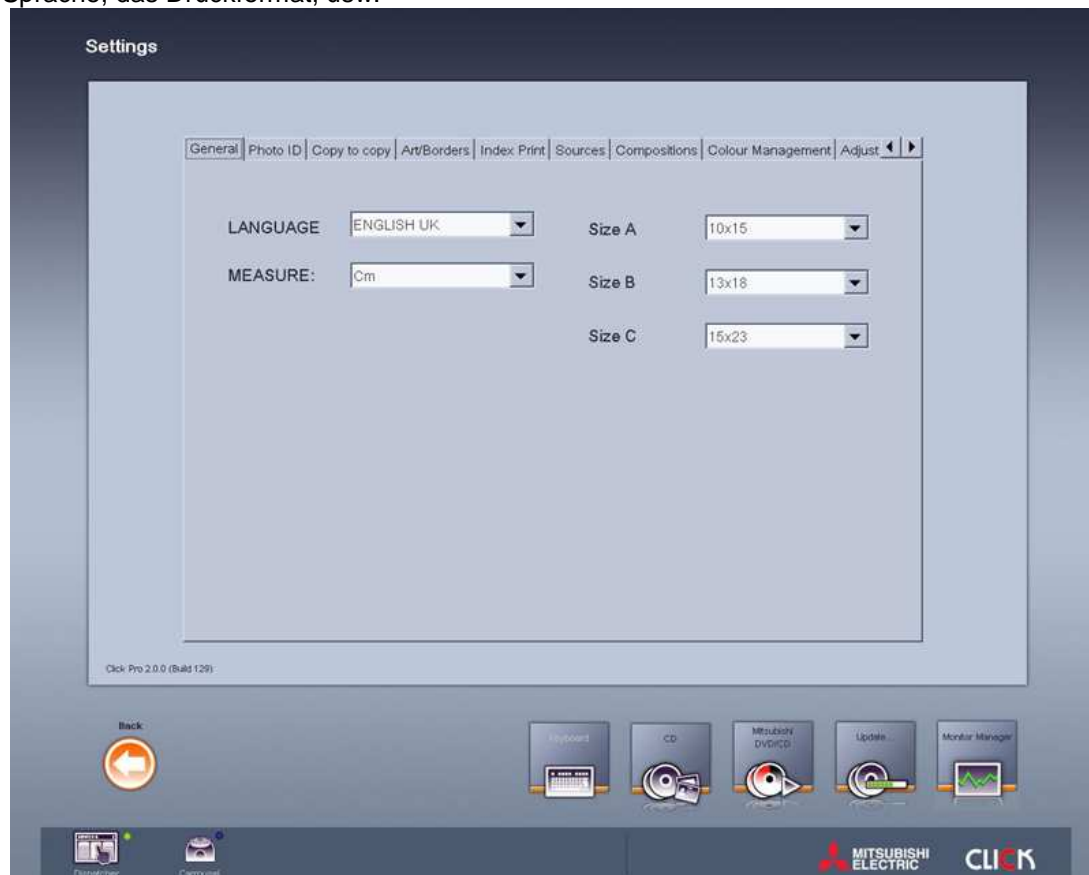 Sprache, das Druckformat, usw.
Settings
General Photo ID Copy to copy Art/Borders Index Print Sources Compositions Colour Management Adjust
LANGUAGE ENGLISH UK Size A 10x15
MEASURE: Cm Size B 13x18
Size C 15x23
Click Pro 2.0.0 (Build 129)
Back
Keyboard CD Mitsubishi DVD/CD Update... Monitor Manager
MITSUBISHI ELECTRIC CLICK
Dispatcher Carrousel